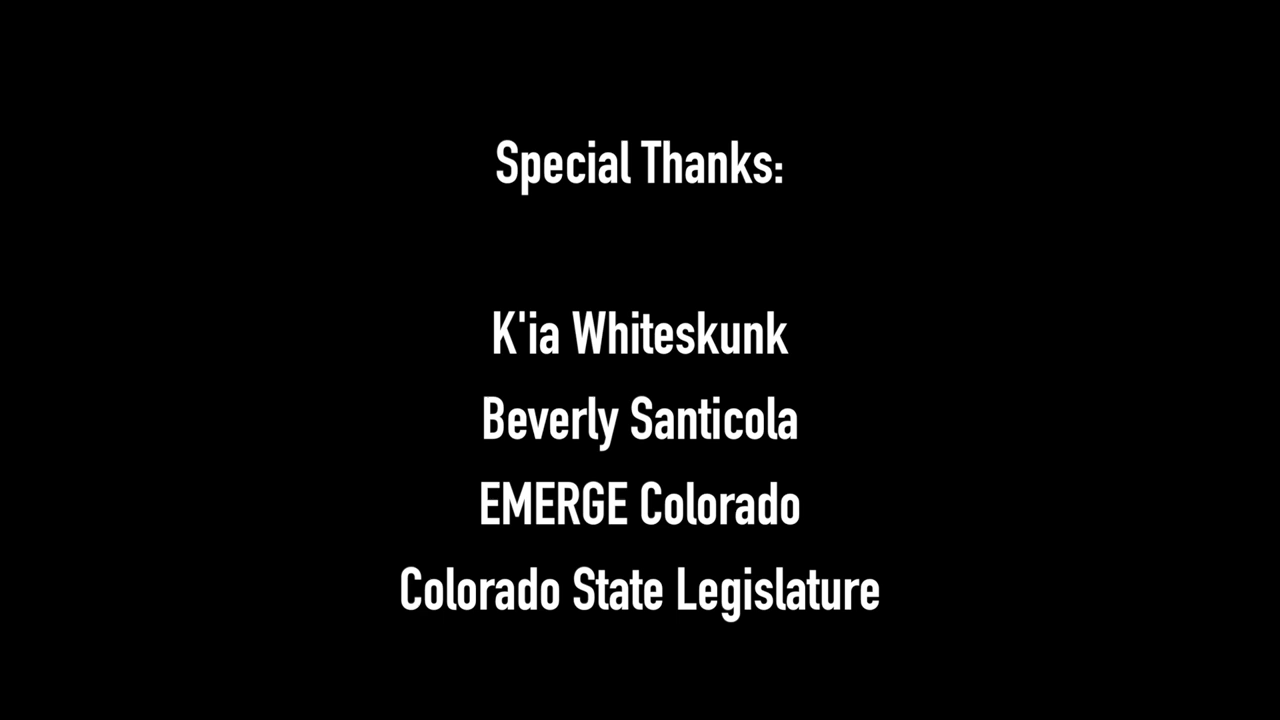 Special Thanks:
K'ia Whiteskunk
Beverly Santicola
EMERGE Colorado
Colorado State Legislature